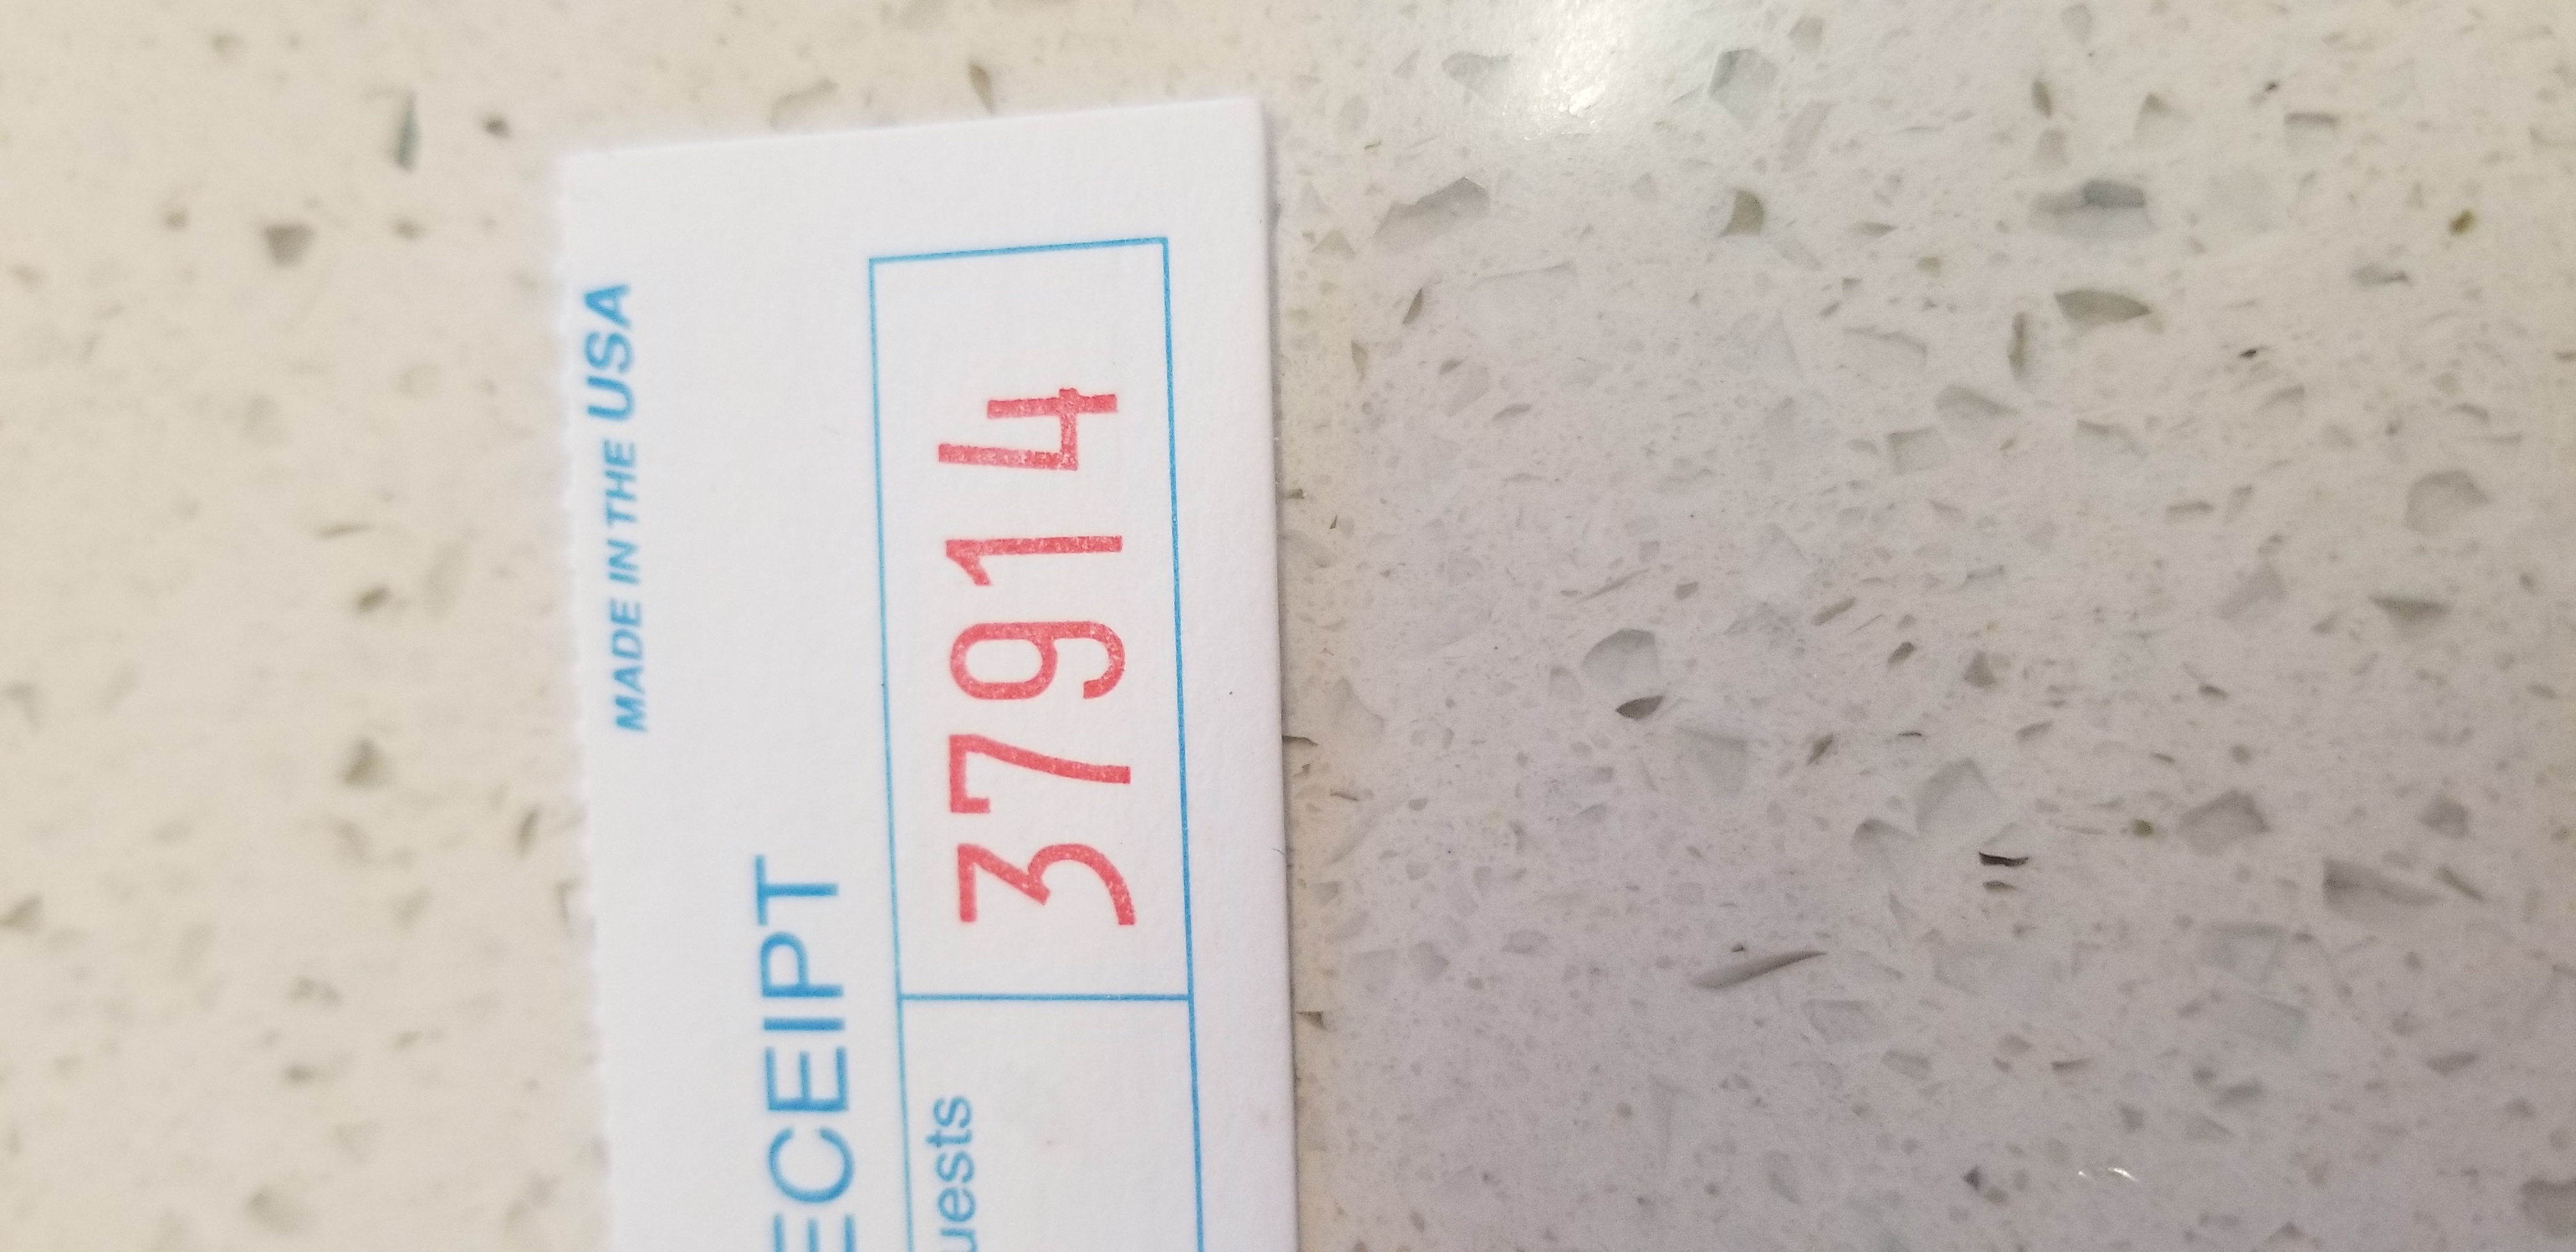 MADE IN THE USA
ECEIPT
uests
37914